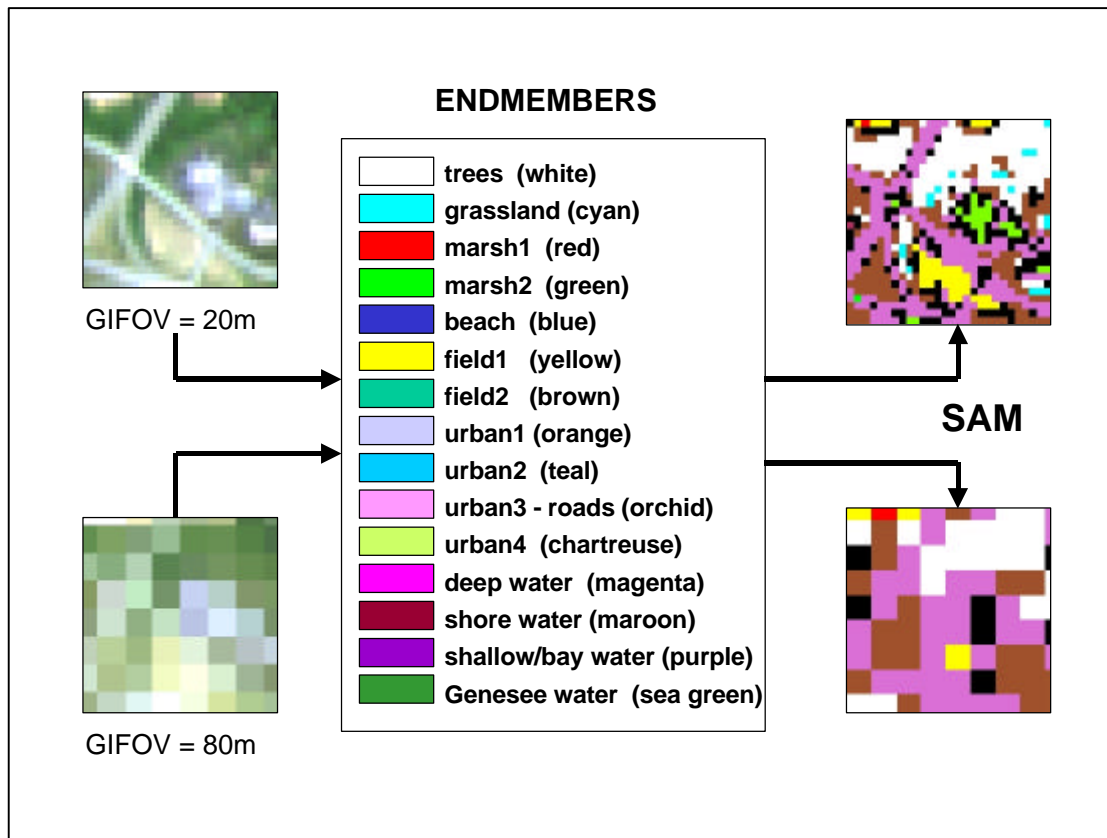 ENDMEMBERS
GIFOV = 20m
GIFOV = 80m
trees (white)
grassland (cyan)
marsh1 (red)
marsh2 (green)
beach (blue)
field1 (yellow)
field2 (brown)
urban1 (orange)
urban2 (teal)
urban3 - roads (orchid)
urban4 (chartreuse)
deep water (magenta)
shore water (maroon)
shallow/bay water (purple)
Genesee water (sea green)
SAM